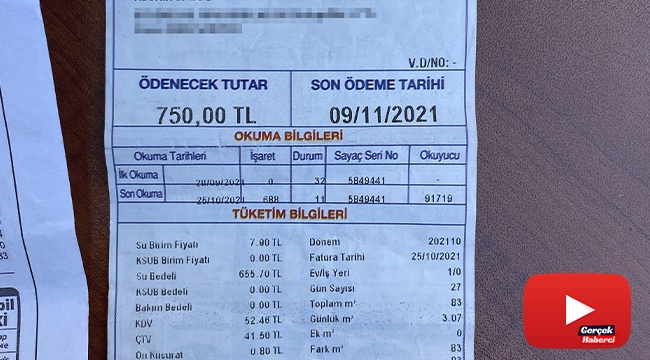 V.D/NO: -
ÖDENECEK TUTAR SON ÖDEME TARİHİ
750,00 TL 09/11/2021
OKUMA BİLGİLERİ
Okuma Tarihleri İşaret Durum Sayaç Seri No Okuyucu
İlk Okuma 28/09/2021 0 32 5849441 -
Son Okuma 25/10/2021 688 11 5849441 91719
TÜKETİM BİLGİLERİ
Su Birim Fiyatı 7.90 TL Dönem 202110
KSUB Birim Fiyatı 0.00 TL Fatura Tarihi 25/10/2021
Su Bedeli 655.70 TL Ev/İş Yeri 1/0
KSUB Bedeli 0.00 TL Gün Sayısı 27
Bakım Bedeli 0.00 TL Toplam m³ 83
KDV 52.46 TL Günlük m³ 3.07
ÇTV 41.50 TL Ek m³ 0
Ön Küsürat 0.80 TL Fark m³ 83
Gerçek
Haberci